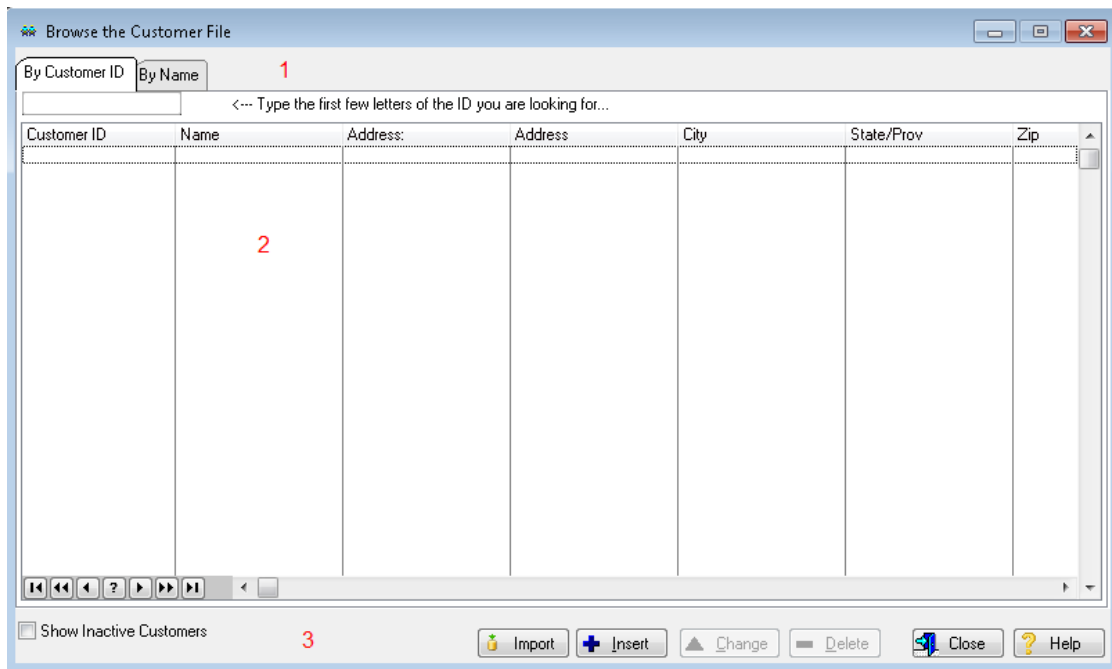 Browse the Customer File
By Customer ID By Name 1
<--- Type the first few letters of the ID you are looking for...
Customer ID Name Address: Address City State/Prov Zip
2
?
Show Inactive Customers 3 Import Insert Change Delete Close ? Help